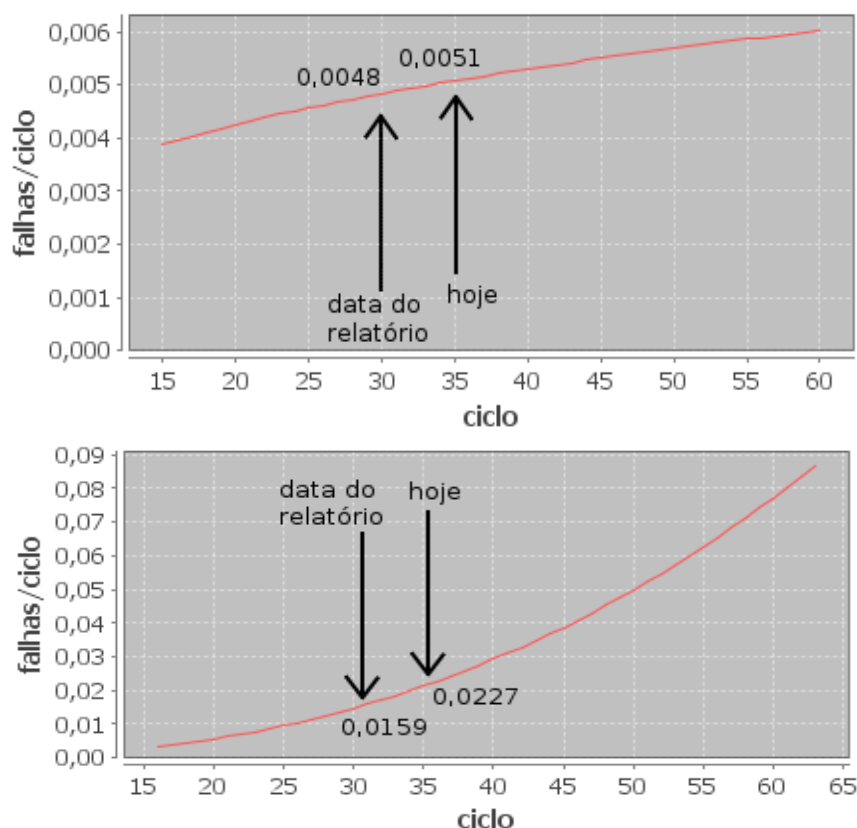 0,006
0,005
0,004
0,003
0,002
0,001
0,000
falhas/ciclo
0,0048
0,0051
data do
relatório
hoje
15 20 25 30 35 40 45 50 55 60
ciclo
0,09
0,08
0,07
0,06
0,05
0,04
0,03
0,02
0,01
0,00
falhas/ciclo
data do
relatório
hoje
0,0159
0,0227
15 20 25 30 35 40 45 50 55 60 65
ciclo